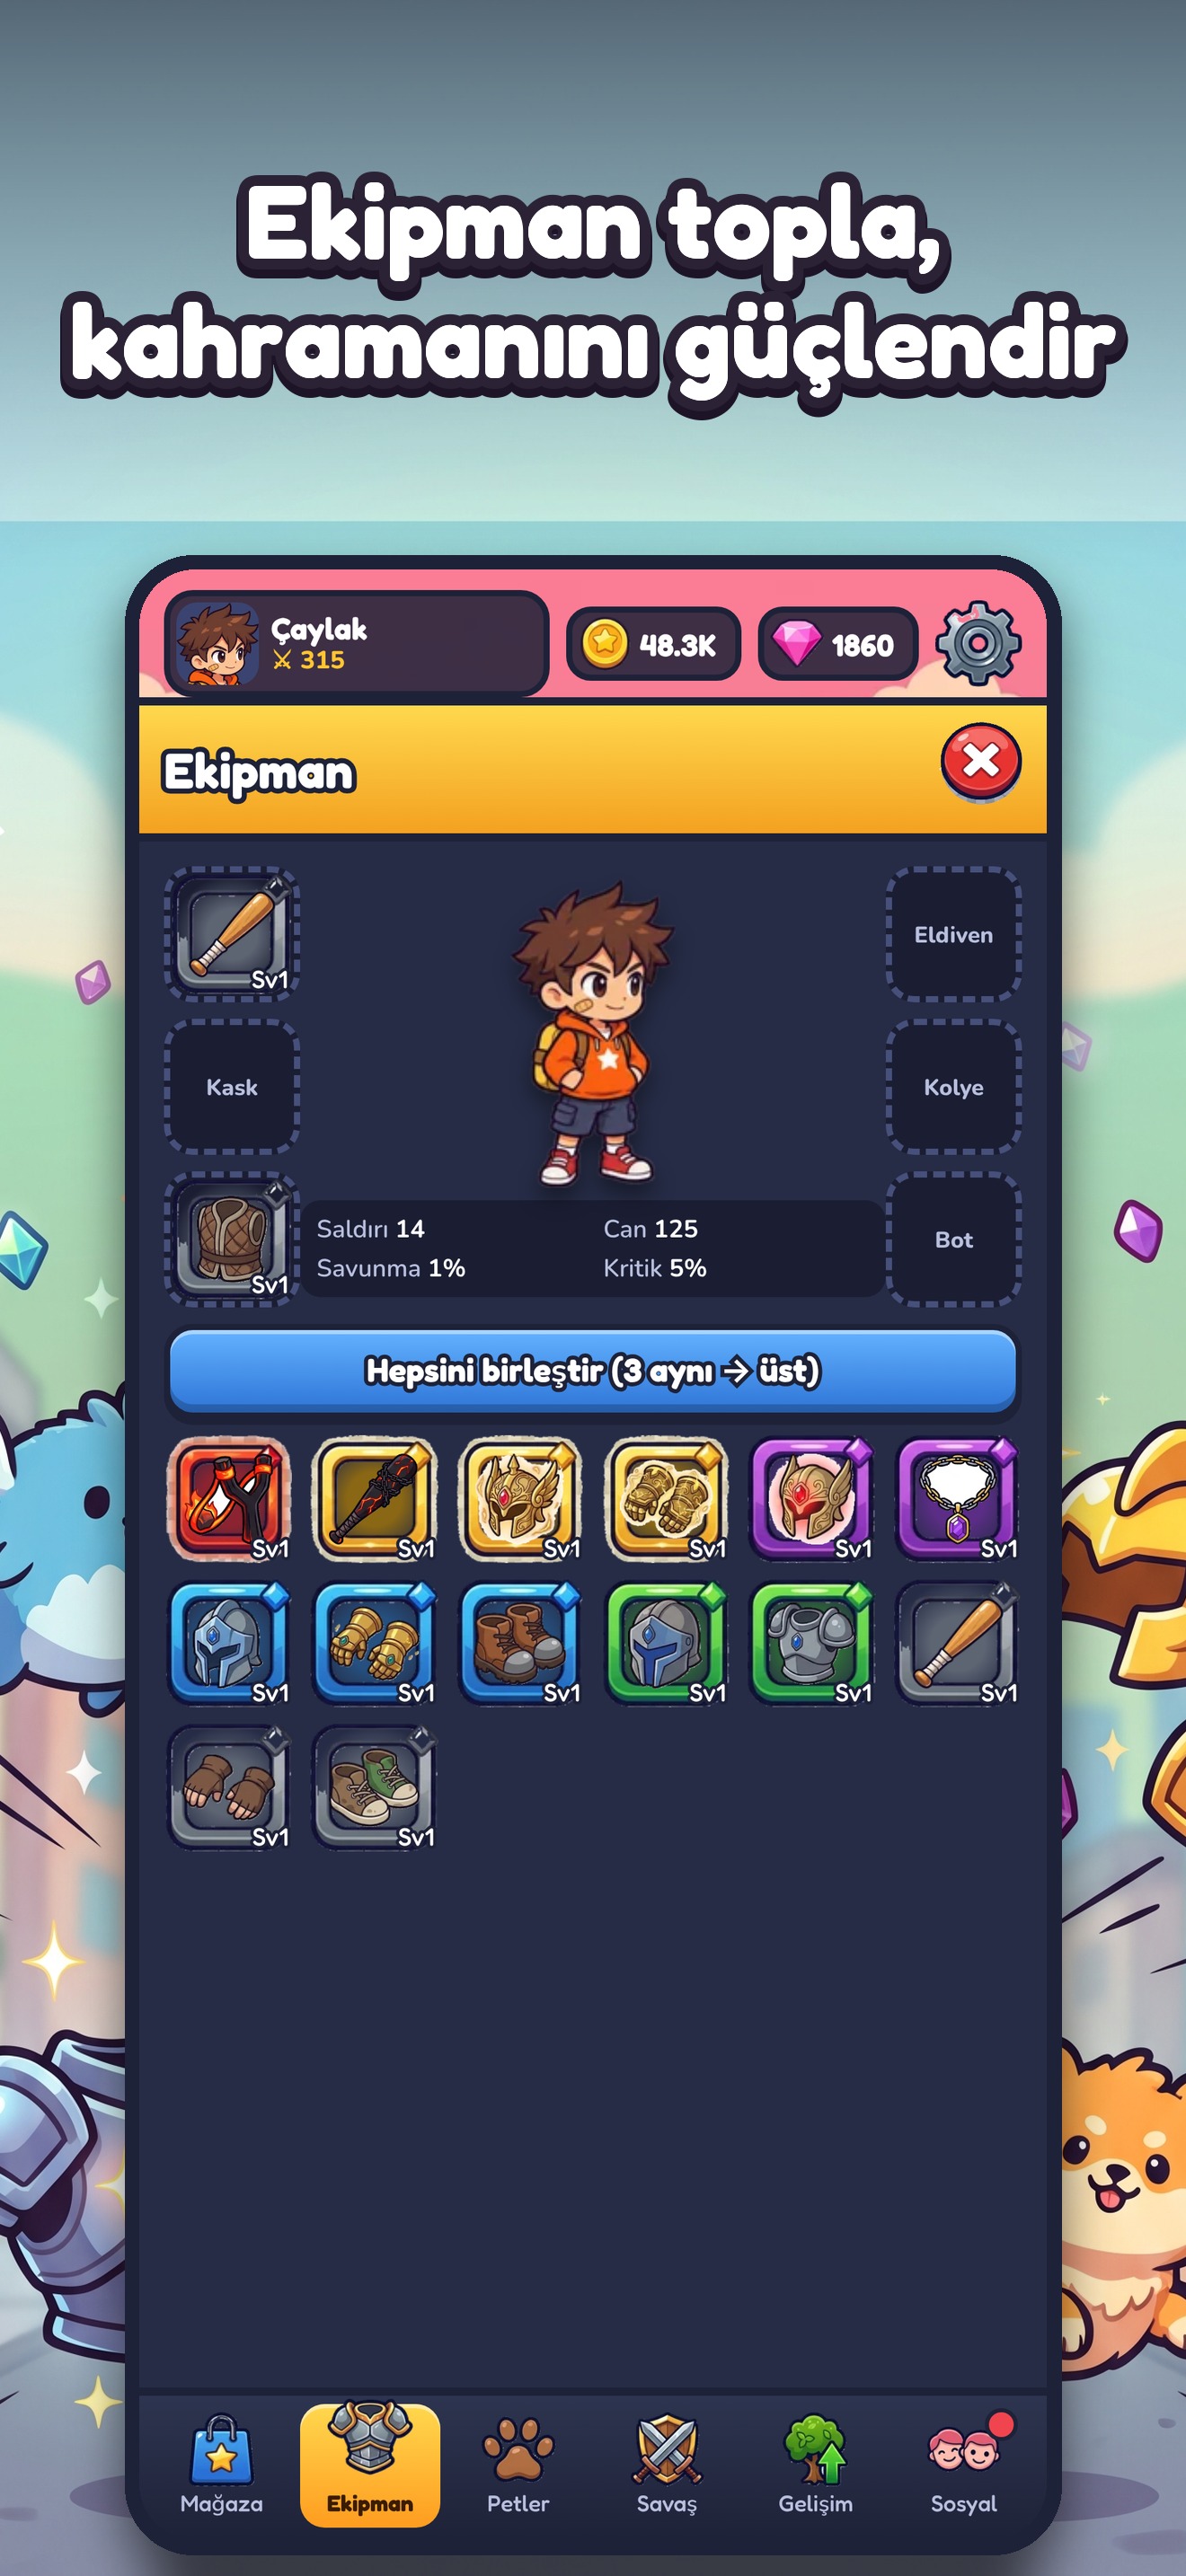 Ekipman topla,
kahramanını güçlendir
Çaylak
315
48.3K
1860
Ekipman
Sv1
Eldiven
Kask
Kolye
Sv1
Bot
Saldırı 14
Can 125
Savunma 1%
Kritik 5%
Hepsini birleştir (3 aynı → üst)
Sv1 Sv1 Sv1 Sv1 Sv1 Sv1
Sv1 Sv1 Sv1 Sv1 Sv1 Sv1
Sv1 Sv1
Mağaza Ekipman Petler Savaş Gelişim Sosyal